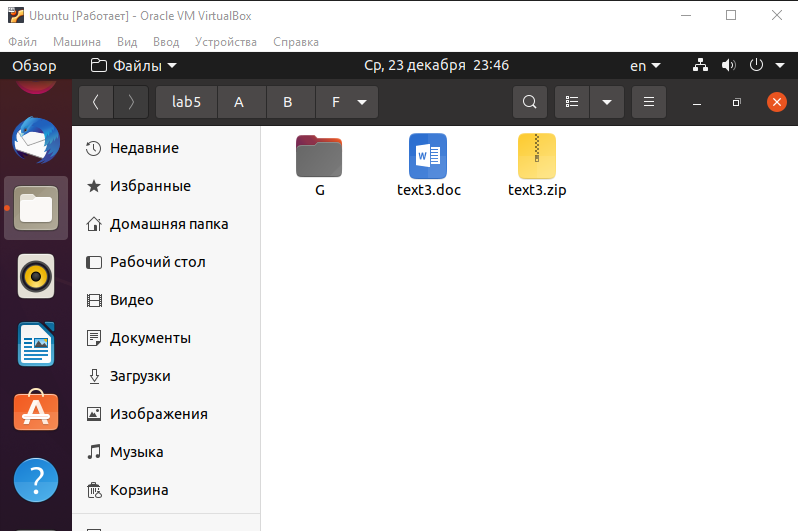 Ubuntu [Работает] - Oracle VM VirtualBox
Файл Машина Вид Ввод Устройства Справка
Обзор Файлы Ср, 23 декабря 23:46 en
lab5 A B F
Недавние
Избранные
Домашняя папка
Рабочий стол
Видео
Документы
Загрузки
Изображения
Музыка
Корзина
G text3.doc text3.zip